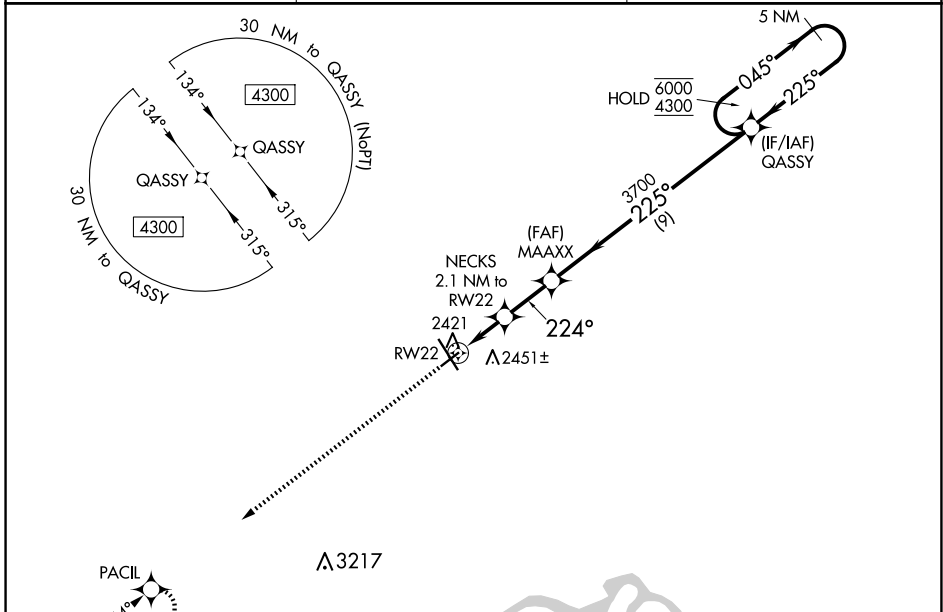 30 NM to QASSY (NoPT)
4300
134°
QASSY
315°
134°
QASSY
315°
4300
30 NM to QASSY
5 NM
045°
225°
HOLD 6000
4300
(IF/IAF)
QASSY
3700
225°
(9)
(FAF)
MAAXX
NECKS
2.1 NM to
RW22
224°
2421
RW22
2451±
3217
PACIL